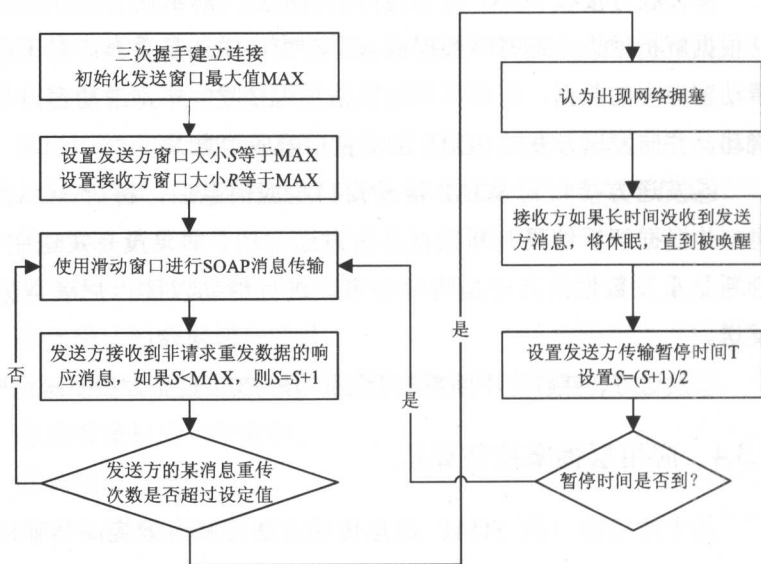 三次握手建立连接
初始化发送窗口最大值MAX
设置发送方窗口大小S等于MAX
设置接收方窗口大小R等于MAX
使用滑动窗口进行SOAP消息传输
发送方接收到非请求重发数据的响
应消息，如果S<MAX，则S=S+1
发送方的某消息重传
次数是否超过设定值
否
是
认为出现网络拥塞
接收方如果长时间没收到发送
方消息，将休眠，直到被唤醒
设置发送方传输暂停时间T
设置S=(S+1)/2
暂停时间是否到？
是